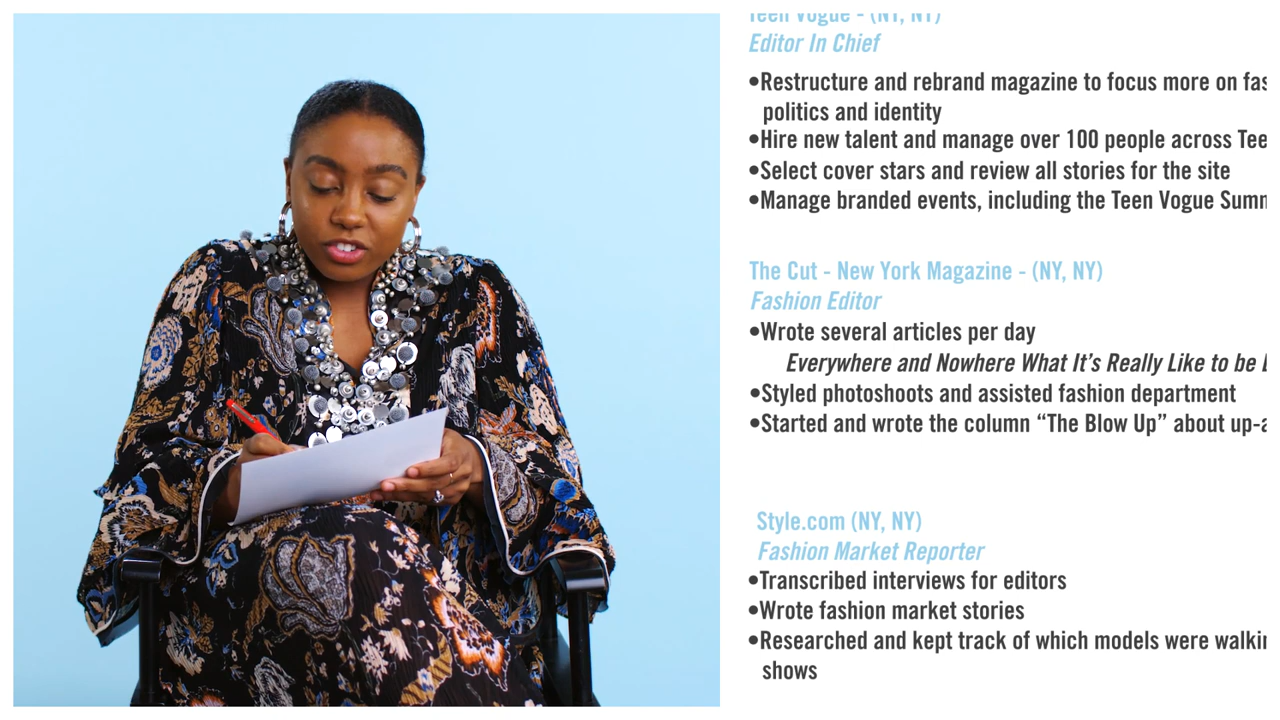 Teen Vogue - (NY, NY)
Editor In Chief
•Restructure and rebrand magazine to focus more on
politics and identity
•Hire new talent and manage over 100 people across
•Select cover stars and review all stories for the site
•Manage branded events, including the Teen Vogue
The Cut - New York Magazine - (NY, NY)
Fashion Editor
•Wrote several articles per day
Everywhere and Nowhere What It's Really Like to be
•Styled photoshoots and assisted fashion department
•Started and wrote the column “The Blow Up” about
Style.com (NY, NY)
Fashion Market Reporter
•Transcribed interviews for editors
•Wrote fashion market stories
•Researched and kept track of which models were
shows